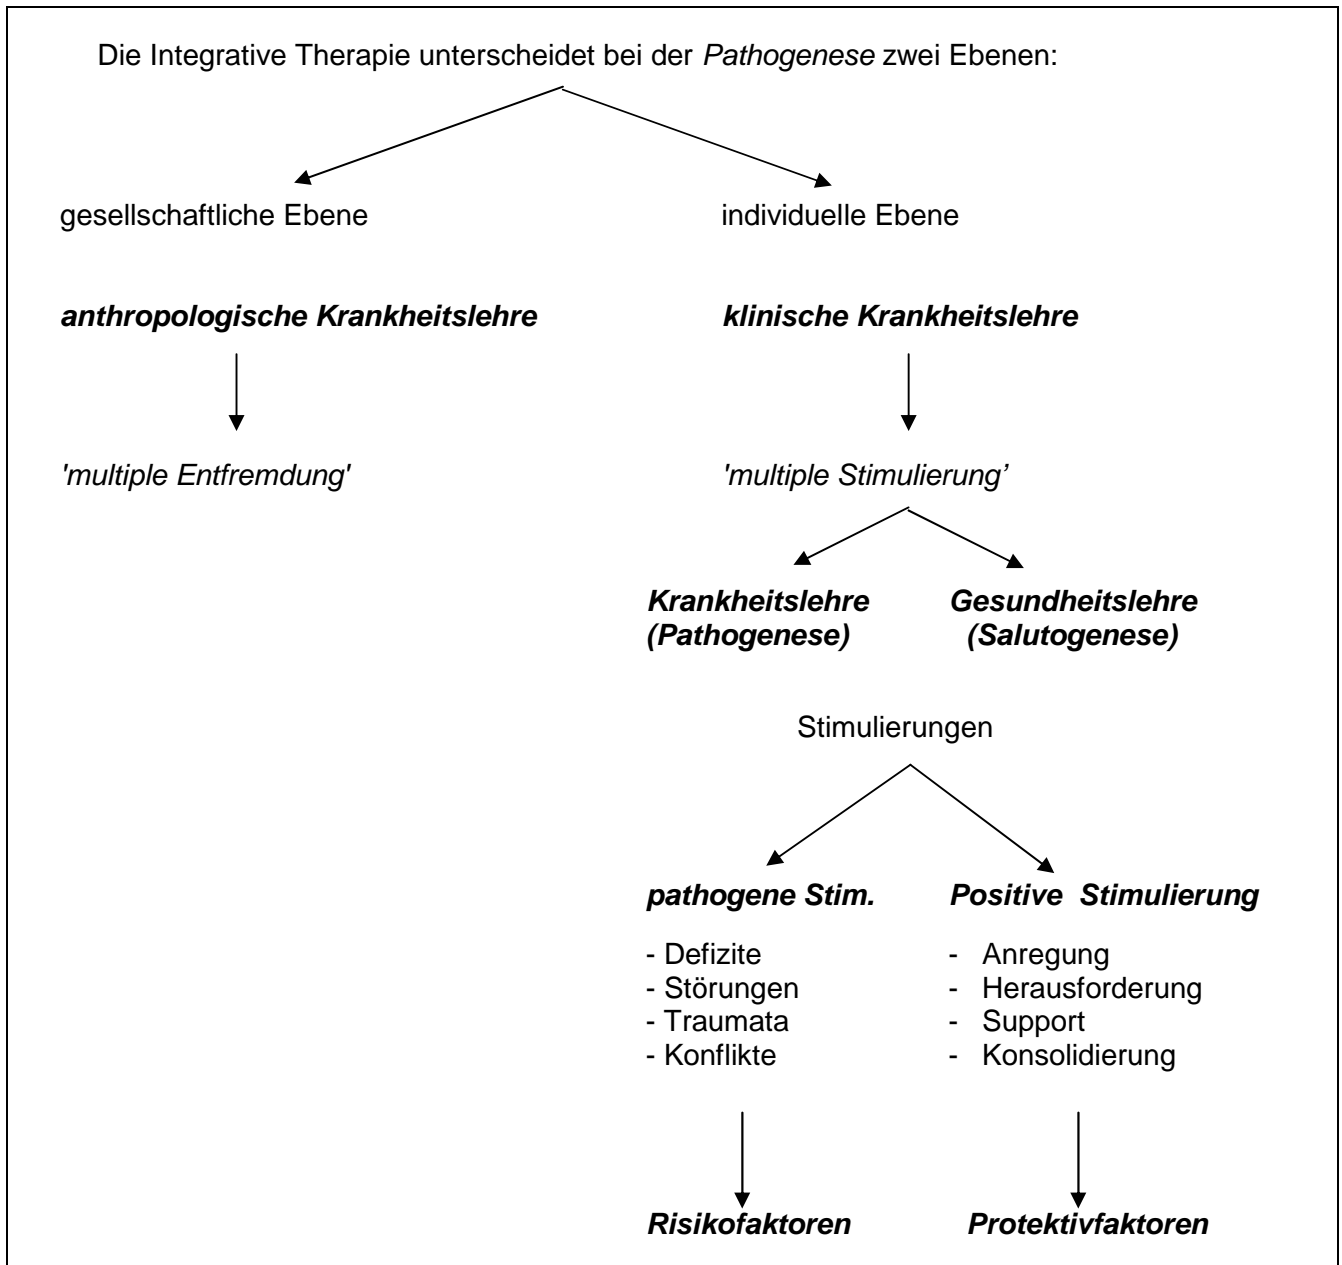 Die Integrative Therapie unterscheidet bei der Pathogenese zwei Ebenen:
gesellschaftliche Ebene
individuelle Ebene
anthropologische Krankheitslehre
klinische Krankheitslehre
'multiple Entfremdung'
'multiple Stimulierung’
Krankheitslehre
(Pathogenese)
Gesundheitslehre
(Salutogenese)
Stimulierungen
pathogene Stim.
- Defizite
- Störungen
- Traumata
- Konflikte
Risikofaktoren
Positive Stimulierung
- Anregung
- Herausforderung
- Support
- Konsolidierung
Protektivfaktoren